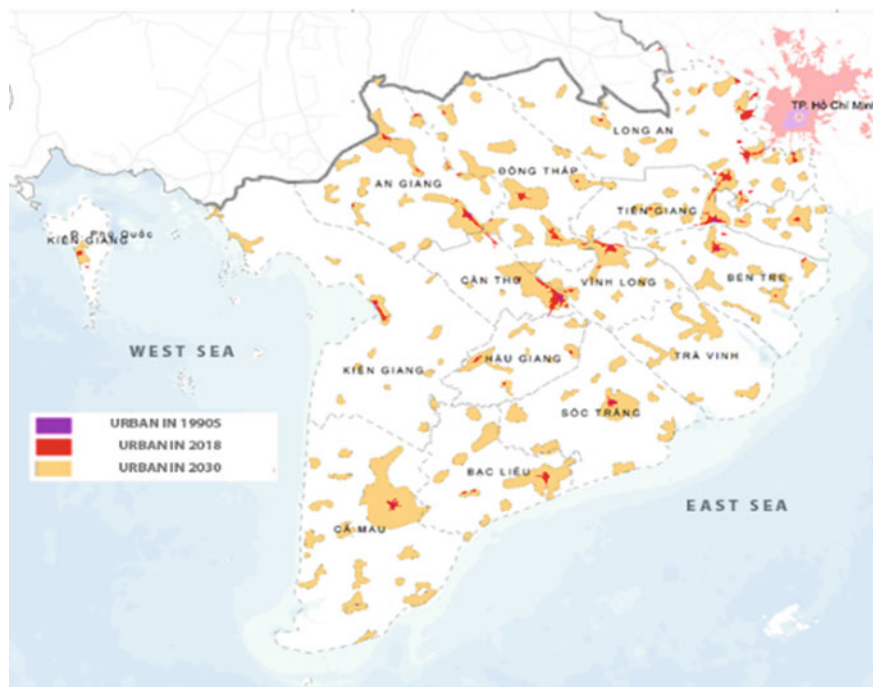 TP. Hồ Chí Minh
LONG AN
ĐỒNG THÁP
AN GIANG
TIỀN GIANG
Đ. Phú Quốc
KIÊN GIANG
CẦN THƠ
VĨNH LONG
BẾN TRE
WEST SEA
HẬU GIANG
TRÀ VINH
KIÊN GIANG
SÓC TRĂNG
URBAN IN 1990S
URBAN IN 2018
URBAN IN 2030
BẠC LIÊU
EAST SEA
CÀ MAU